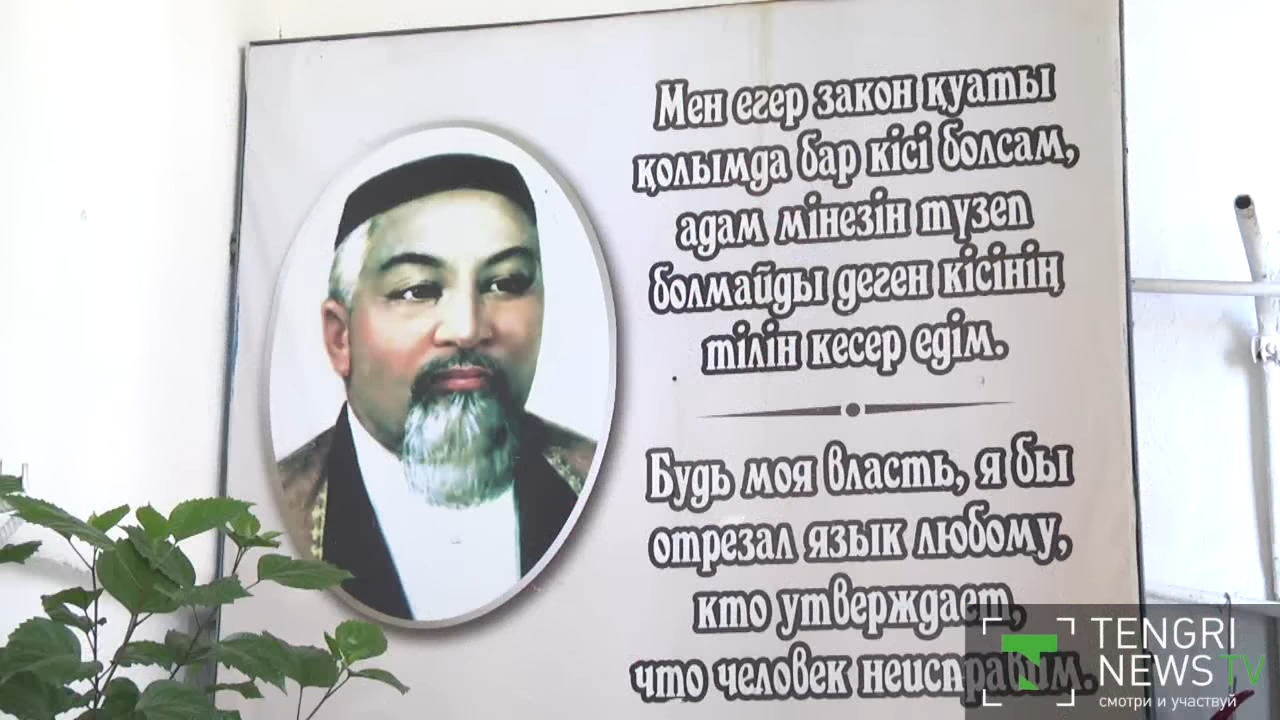 Мен егер закон қуаты
қолымда бар кісі болсам,
адам мінезін түзеп
болмайды деген кісінің
тілін кесер едім.
Будь моя власть, я бы
отрезал язык любому,
кто утверждает,
что человек неисправим.
TENGRI
NEWS TV
смотри и участвуй